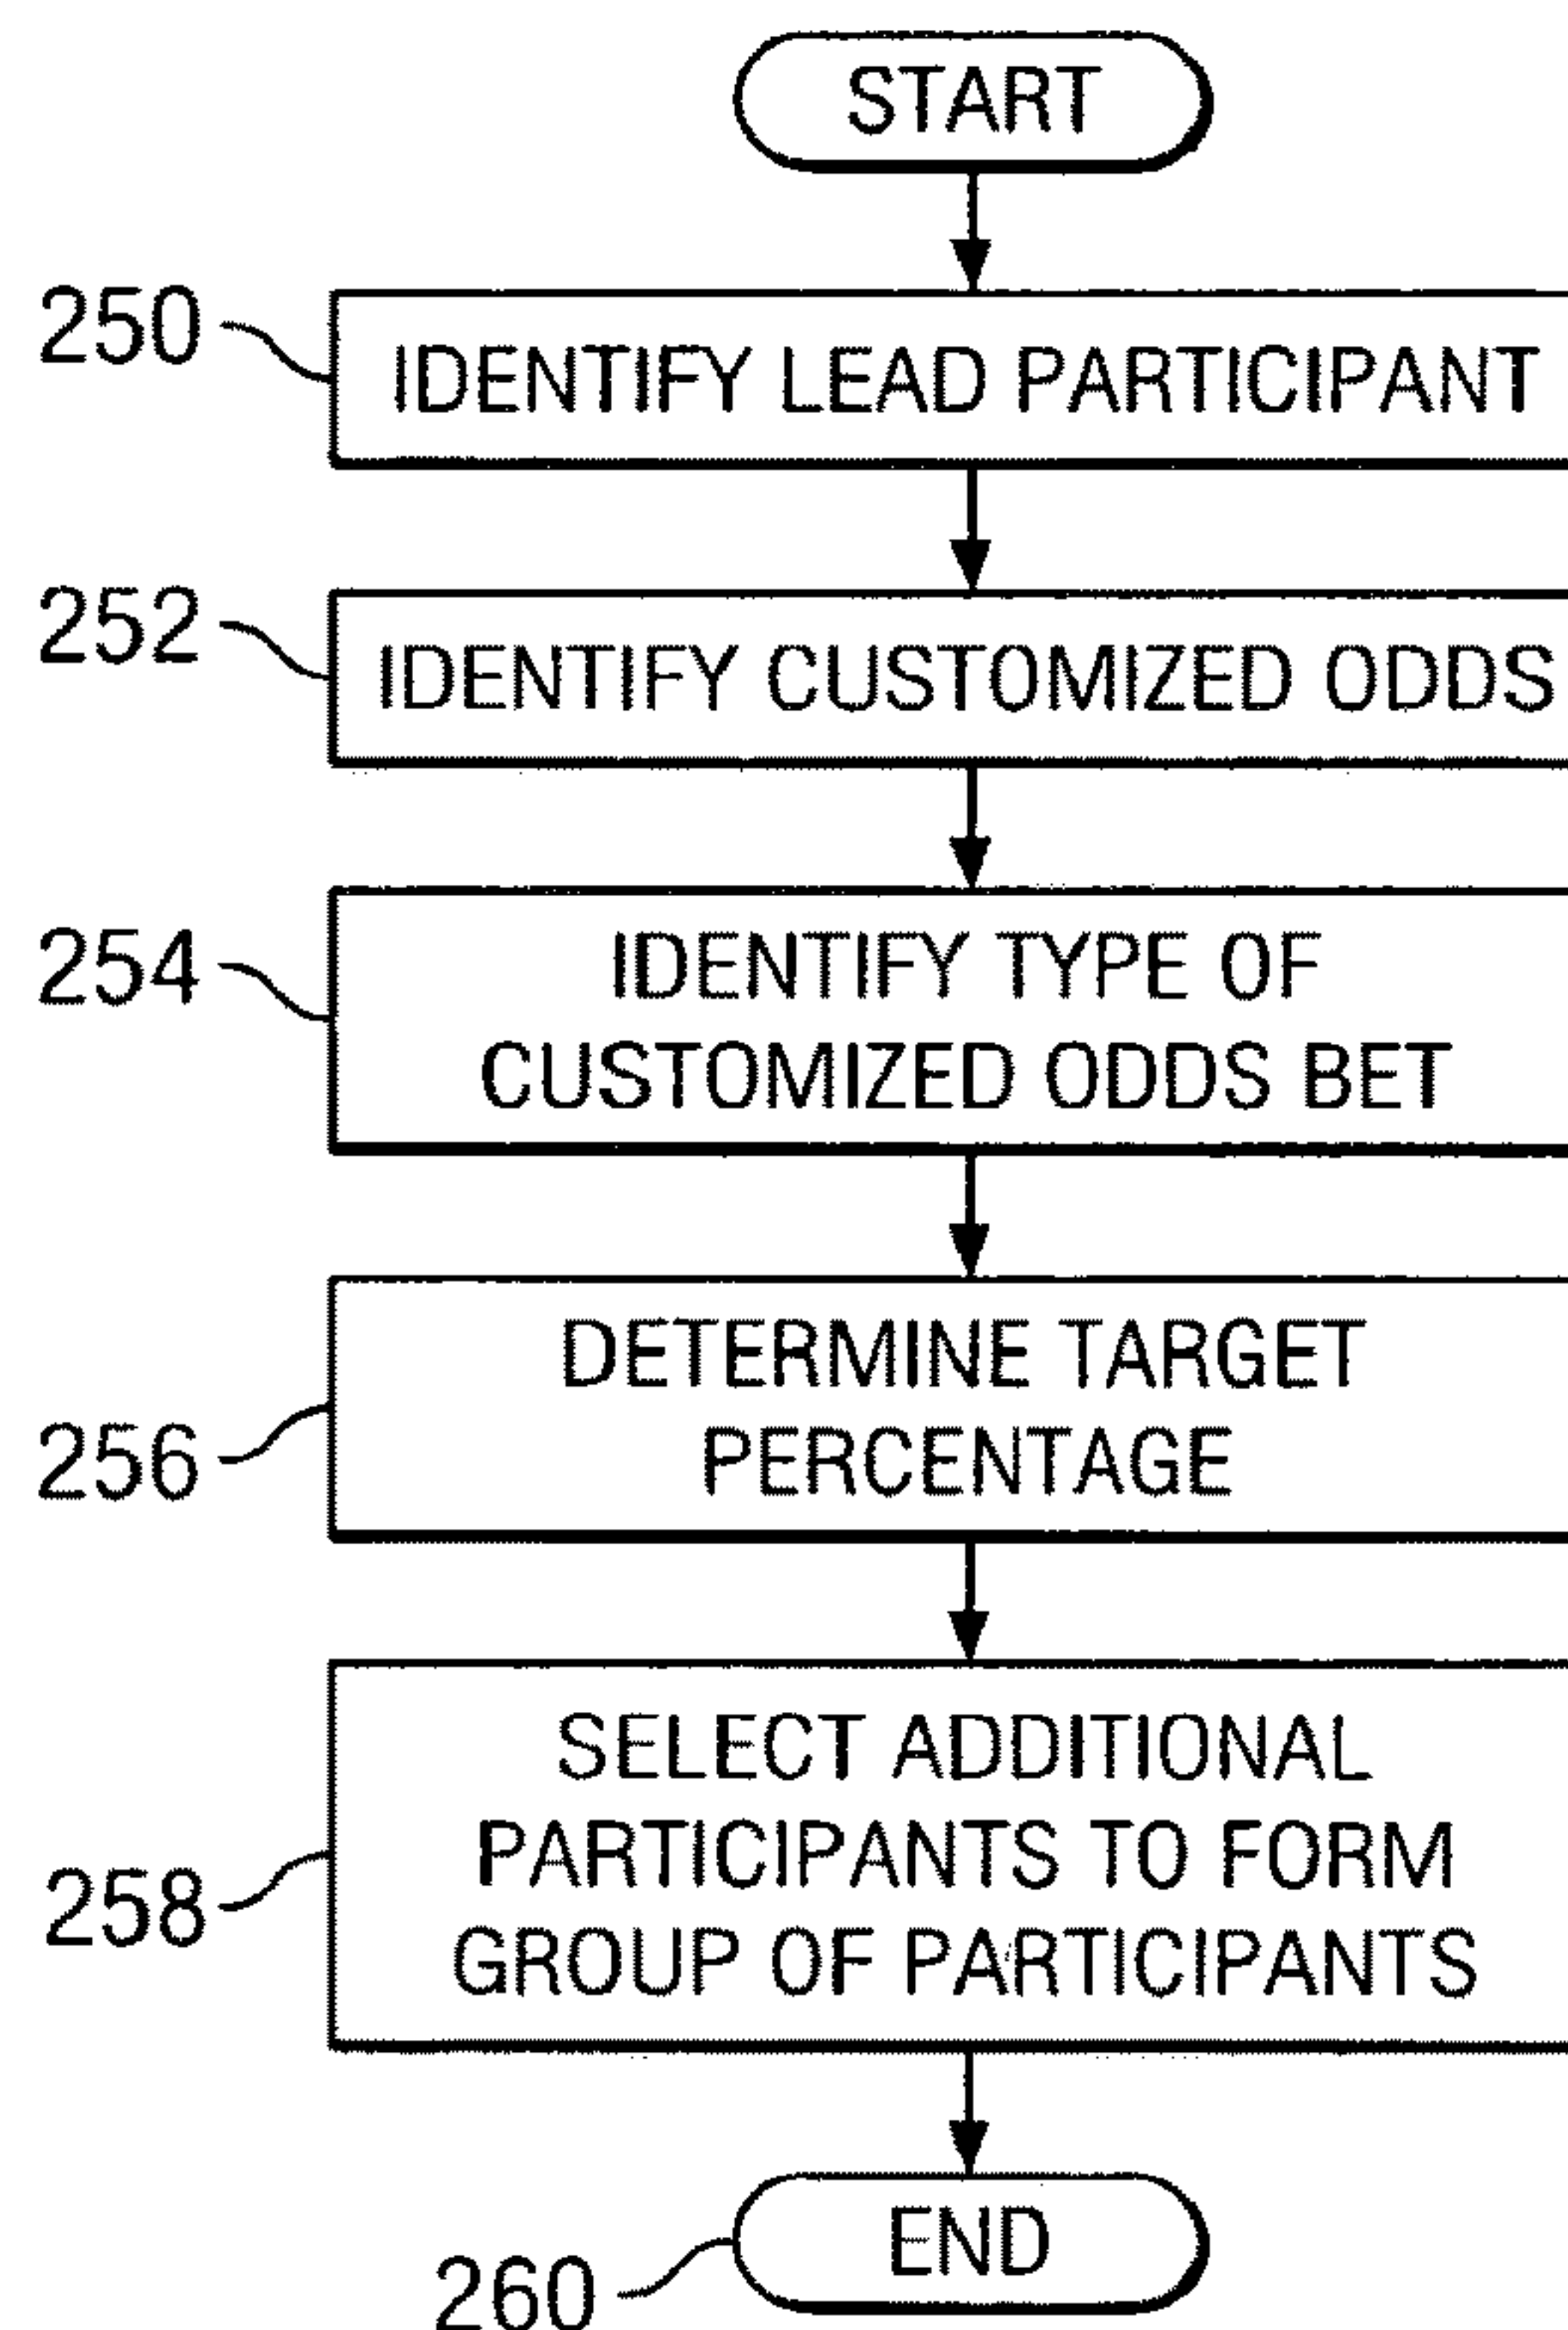 START
250
IDENTIFY LEAD PARTICIPANT
252
IDENTIFY CUSTOMIZED ODDS
254
IDENTIFY TYPE OF
CUSTOMIZED ODDS BET
256
DETERMINE TARGET
PERCENTAGE
258
SELECT ADDITIONAL
PARTICIPANTS TO FORM
GROUP OF PARTICIPANTS
260
END